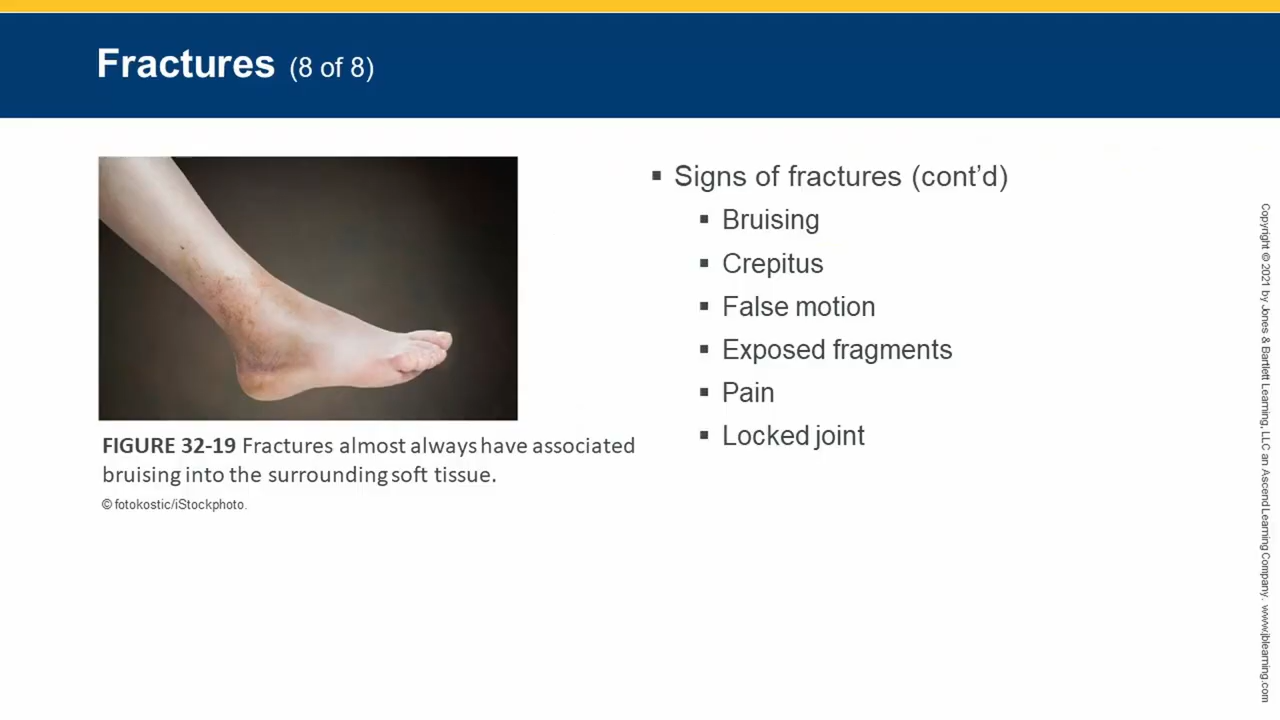 Fractures (8 of 8)
▪ Signs of fractures (cont’d)
▪ Bruising
▪ Crepitus
▪ False motion
▪ Exposed fragments
▪ Pain
▪ Locked joint
FIGURE 32-19 Fractures almost always have associated
bruising into the surrounding soft tissue.
© fotokostic/iStockphoto.
Copyright © 2021 by Jones & Bartlett Learning, LLC an Ascend Learning Company. www.jblearning.com